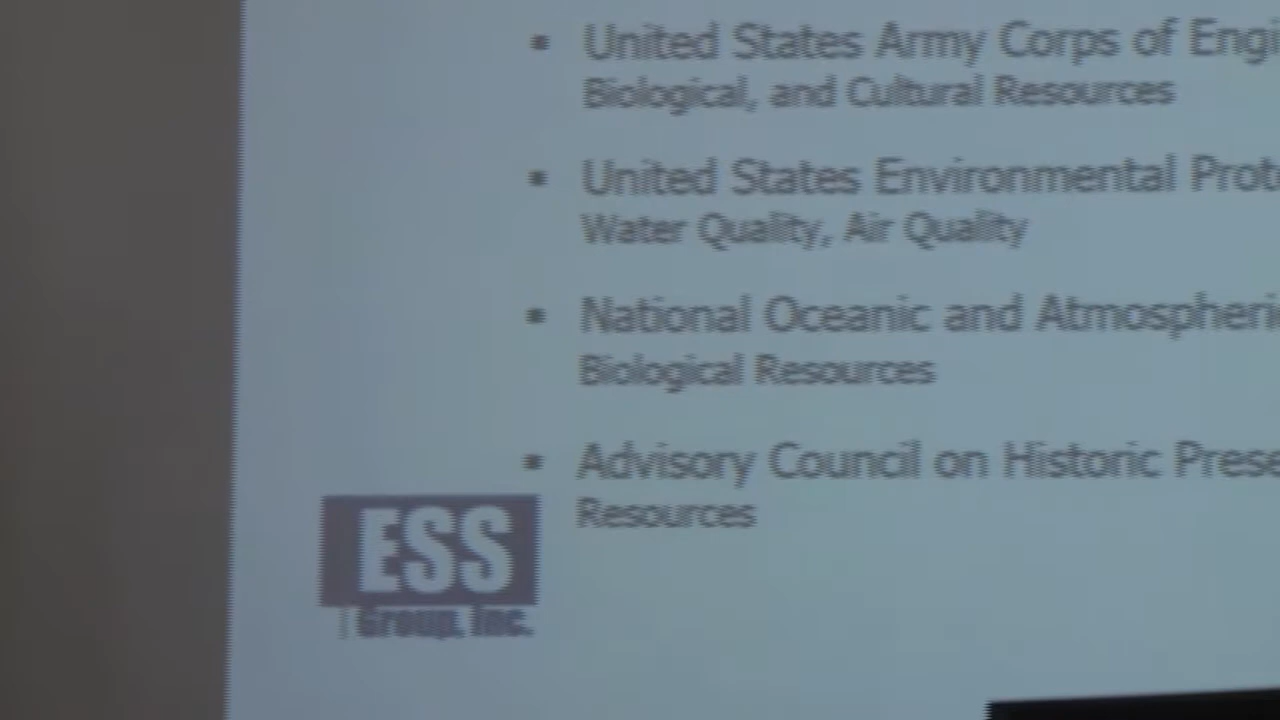 ▪ United States Army Corps of Engi
Biological, and Cultural Resources
▪ United States Environmental Prot
Water Quality, Air Quality
▪ National Oceanic and Atmospheri
Biological Resources
▪ Advisory Council on Historic Prese
Resources
ESS
Group, Inc.